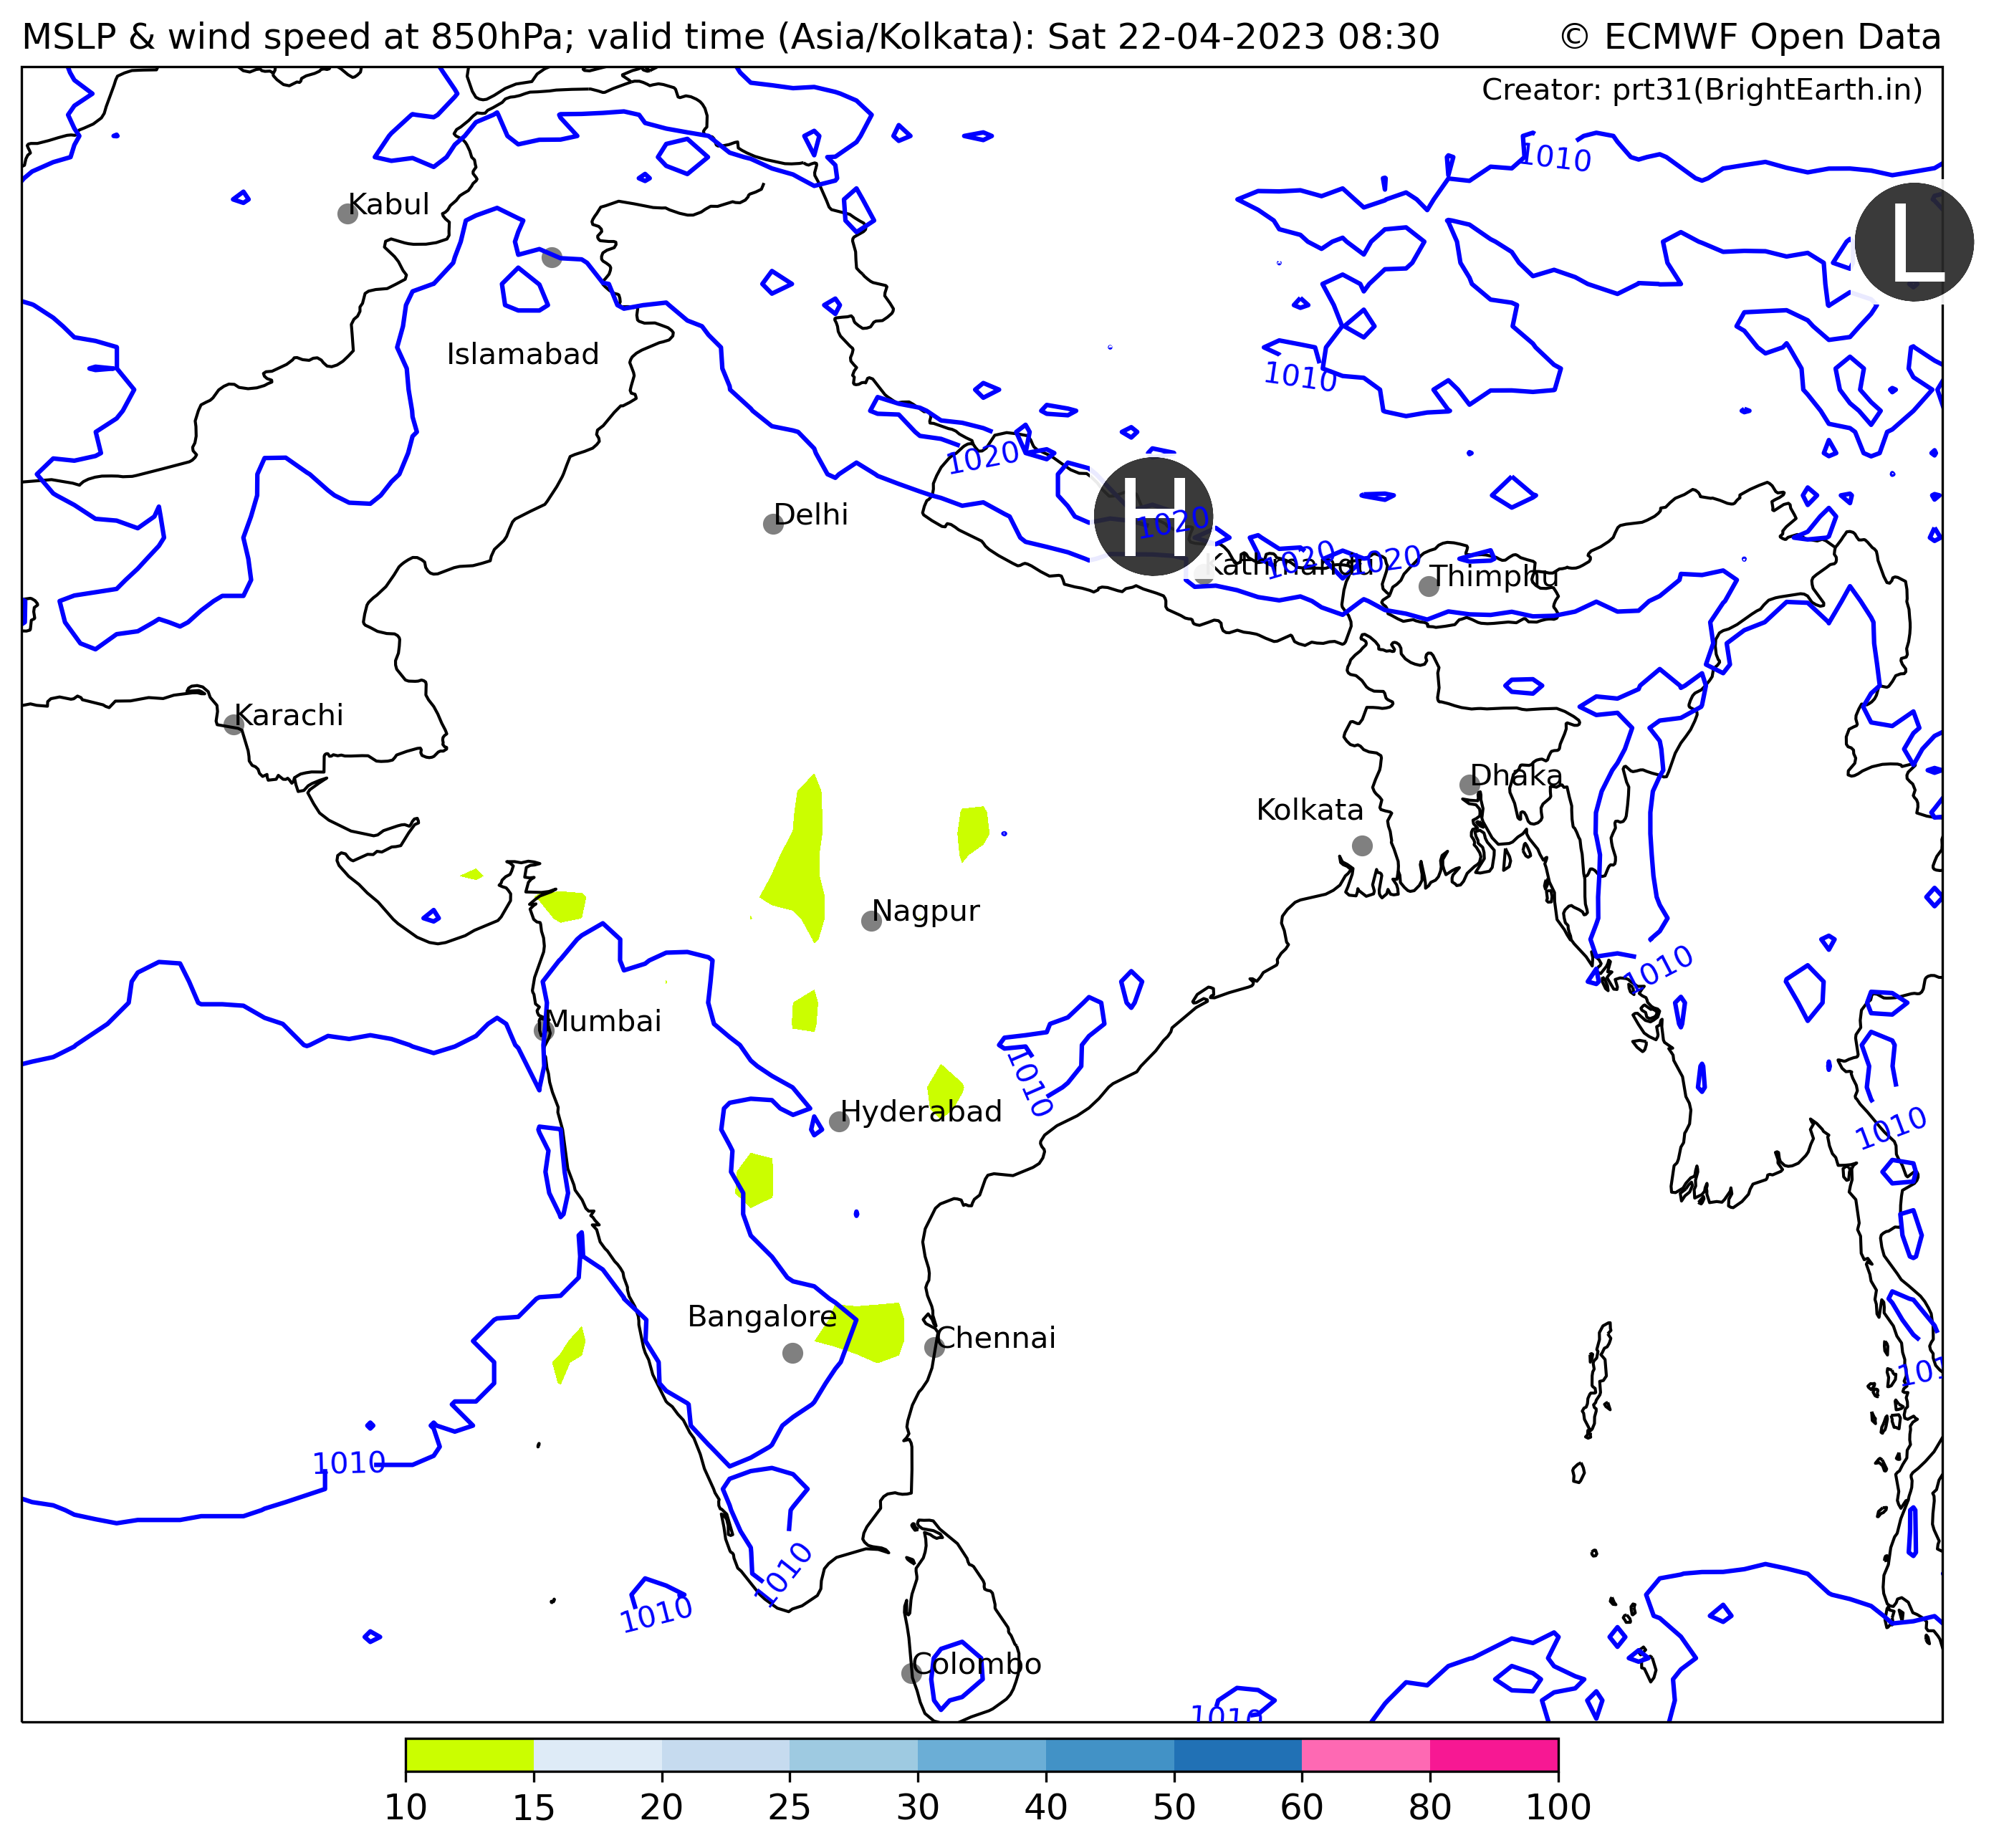 MSLP & wind speed at 850hPa; valid time (Asia/Kolkata): Sat 22-04-2023 08:30 © ECMWF Open Data
Creator: prt31(BrightEarth.in)
1010
L
Kabul
Islamabad
1010
1020
Delhi
H
1020
Kathmandu
1020
1020
Thimphu
Karachi
Dhaka
Kolkata
Nagpur
1010
Mumbai
1010
Hyderabad
1010
Bangalore
Chennai
101
1010
1010
1010
Colombo
1010
10 15 20 25 30 40 50 60 80 100